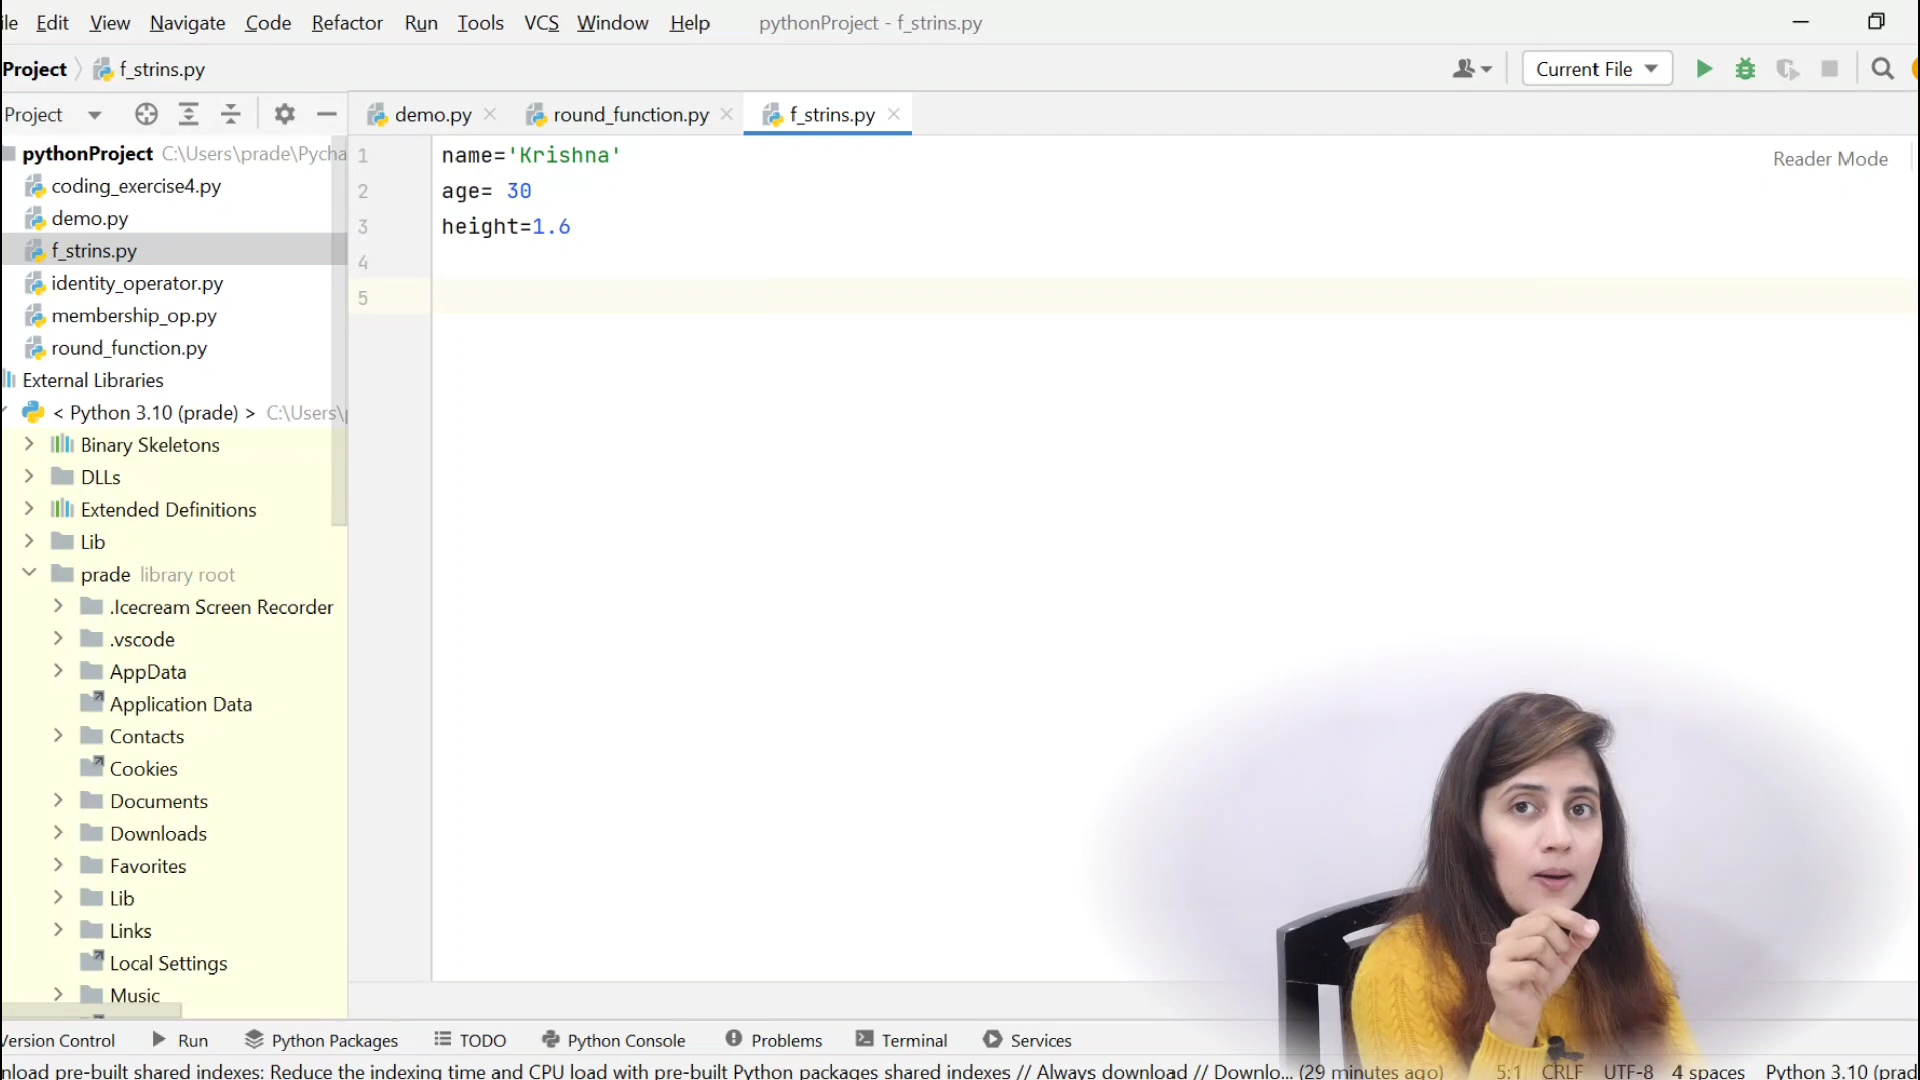 ile Edit View Navigate Code Refactor Run Tools VCS Window Help pythonProject - f_strins.py
Project f_strins.py Current File
Project demo.py round_function.py f_strins.py
pythonProject C:\Users\prade\Pycha
coding_exercise4.py
demo.py
f_strins.py
identity_operator.py
membership_op.py
round_function.py
External Libraries
< Python 3.10 (prade) > C:\Users\
Binary Skeletons
DLLs
Extended Definitions
Lib
prade library root
.Icecream Screen Recorder
.vscode
AppData
Application Data
Contacts
Cookies
Documents
Downloads
Favorites
Lib
Links
Local Settings
Music
1 name='Krishna'
2 age= 30
3 height=1.6
4
5
Reader Mode
Version Control Run Python Packages TODO Python Console Problems Terminal Services
nload pre-built shared indexes: Reduce the indexing time and CPU load with pre-built Python packages shared indexes // Always download // Downlo... (29 minutes ago) 5:1 CRLF UTF-8 4 spaces Python 3.10 (prad